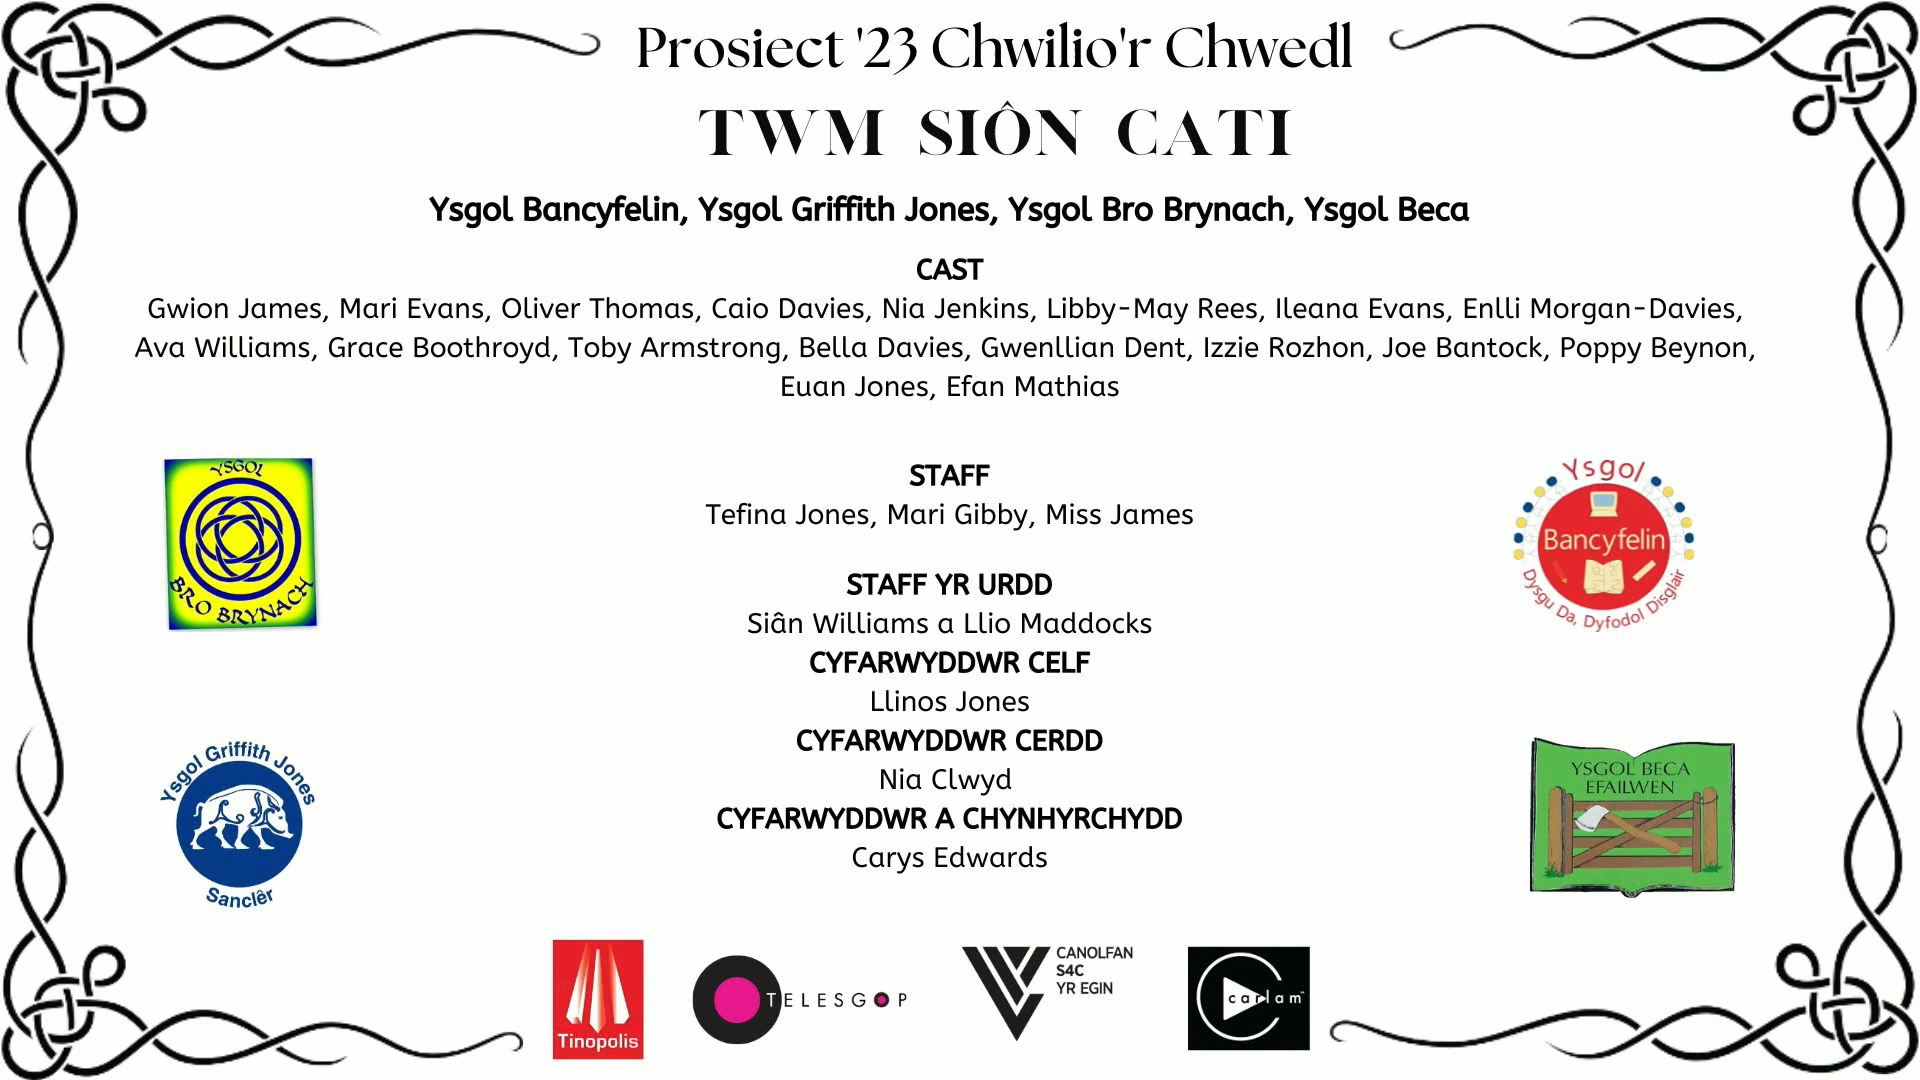 Prosiect '23 Chwilio'r Chwedl
TWM SIÔN CATI
Ysgol Bancyfelin, Ysgol Griffith Jones, Ysgol Bro Brynach, Ysgol Beca
CAST
Gwion James, Mari Evans, Oliver Thomas, Caio Davies, Nia Jenkins, Libby-May Rees, Ileana Evans, Enlli Morgan-Davies,
Ava Williams, Grace Boothroyd, Toby Armstrong, Bella Davies, Gwenllian Dent, Izzie Rozhon, Joe Bantock, Poppy Beynon,
Euan Jones, Efan Mathias
STAFF
Tefina Jones, Mari Gibby, Miss James
STAFF YR URDD
Siân Williams a Llio Maddocks
CYFARWYDDWR CELF
Llinos Jones
CYFARWYDDWR CERDD
Nia Clwyd
CYFARWYDDWR A CHYNHYRCHYDD
Carys Edwards
YSGOL
BRO BRYNACH
Ysgol
Bancyfelin
Dysgu Da, Dyfodol Disglair
Ysgol Griffith Jones
Sanclêr
YSGOL BECA
EFAILWEN
Tinopolis
TELESGOP
CANOLFAN
S4C
YR EGIN
carlam